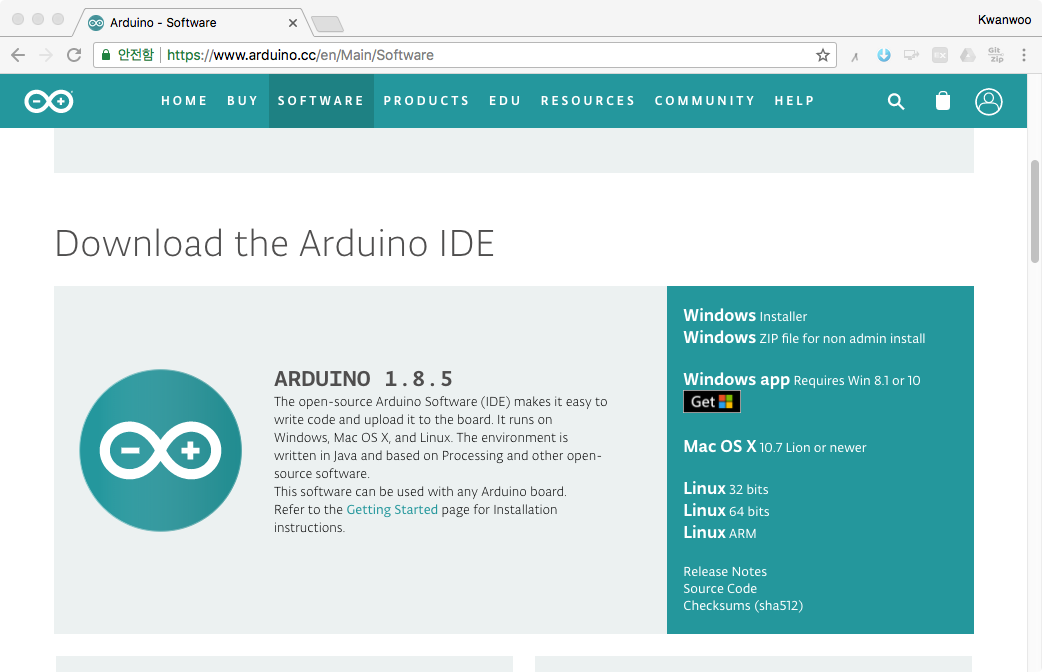 Arduino - Software
Kwanwoo
안전함 https://www.arduino.cc/en/Main/Software
Git
Zip
HOME BUY SOFTWARE PRODUCTS EDU RESOURCES COMMUNITY HELP
Download the Arduino IDE
ARDUINO 1.8.5
The open-source Arduino Software (IDE) makes it easy to
write code and upload it to the board. It runs on
Windows, Mac OS X, and Linux. The environment is
written in Java and based on Processing and other open-
source software.
This software can be used with any Arduino board.
Refer to the Getting Started page for Installation
instructions.
Windows Installer
Windows ZIP file for non admin install
Windows app Requires Win 8.1 or 10
Get
Mac OS X 10.7 Lion or newer
Linux 32 bits
Linux 64 bits
Linux ARM
Release Notes
Source Code
Checksums (sha512)